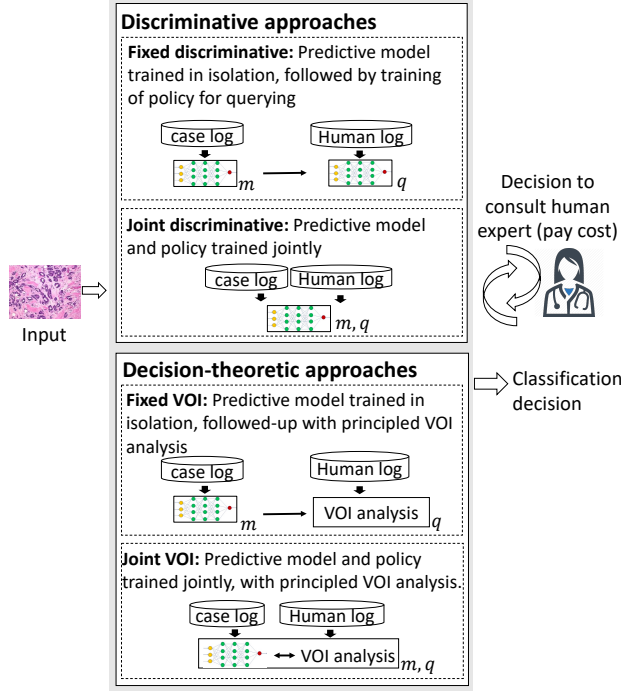 Discriminative approaches
Fixed discriminative: Predictive model
trained in isolation, followed by training
of policy for querying
case log
Human log
m
q
Joint discriminative: Predictive model
and policy trained jointly
case log
Human log
m, q
Input
Decision to
consult human
expert (pay cost)
Decision-theoretic approaches
Fixed VOI: Predictive model trained in
isolation, followed-up with principled VOI
analysis
case log
Human log
m
VOI analysis
q
Joint VOI: Predictive model and policy
trained jointly, with principled VOI analysis.
case log
Human log
VOI analysis
m, q
Classification
decision